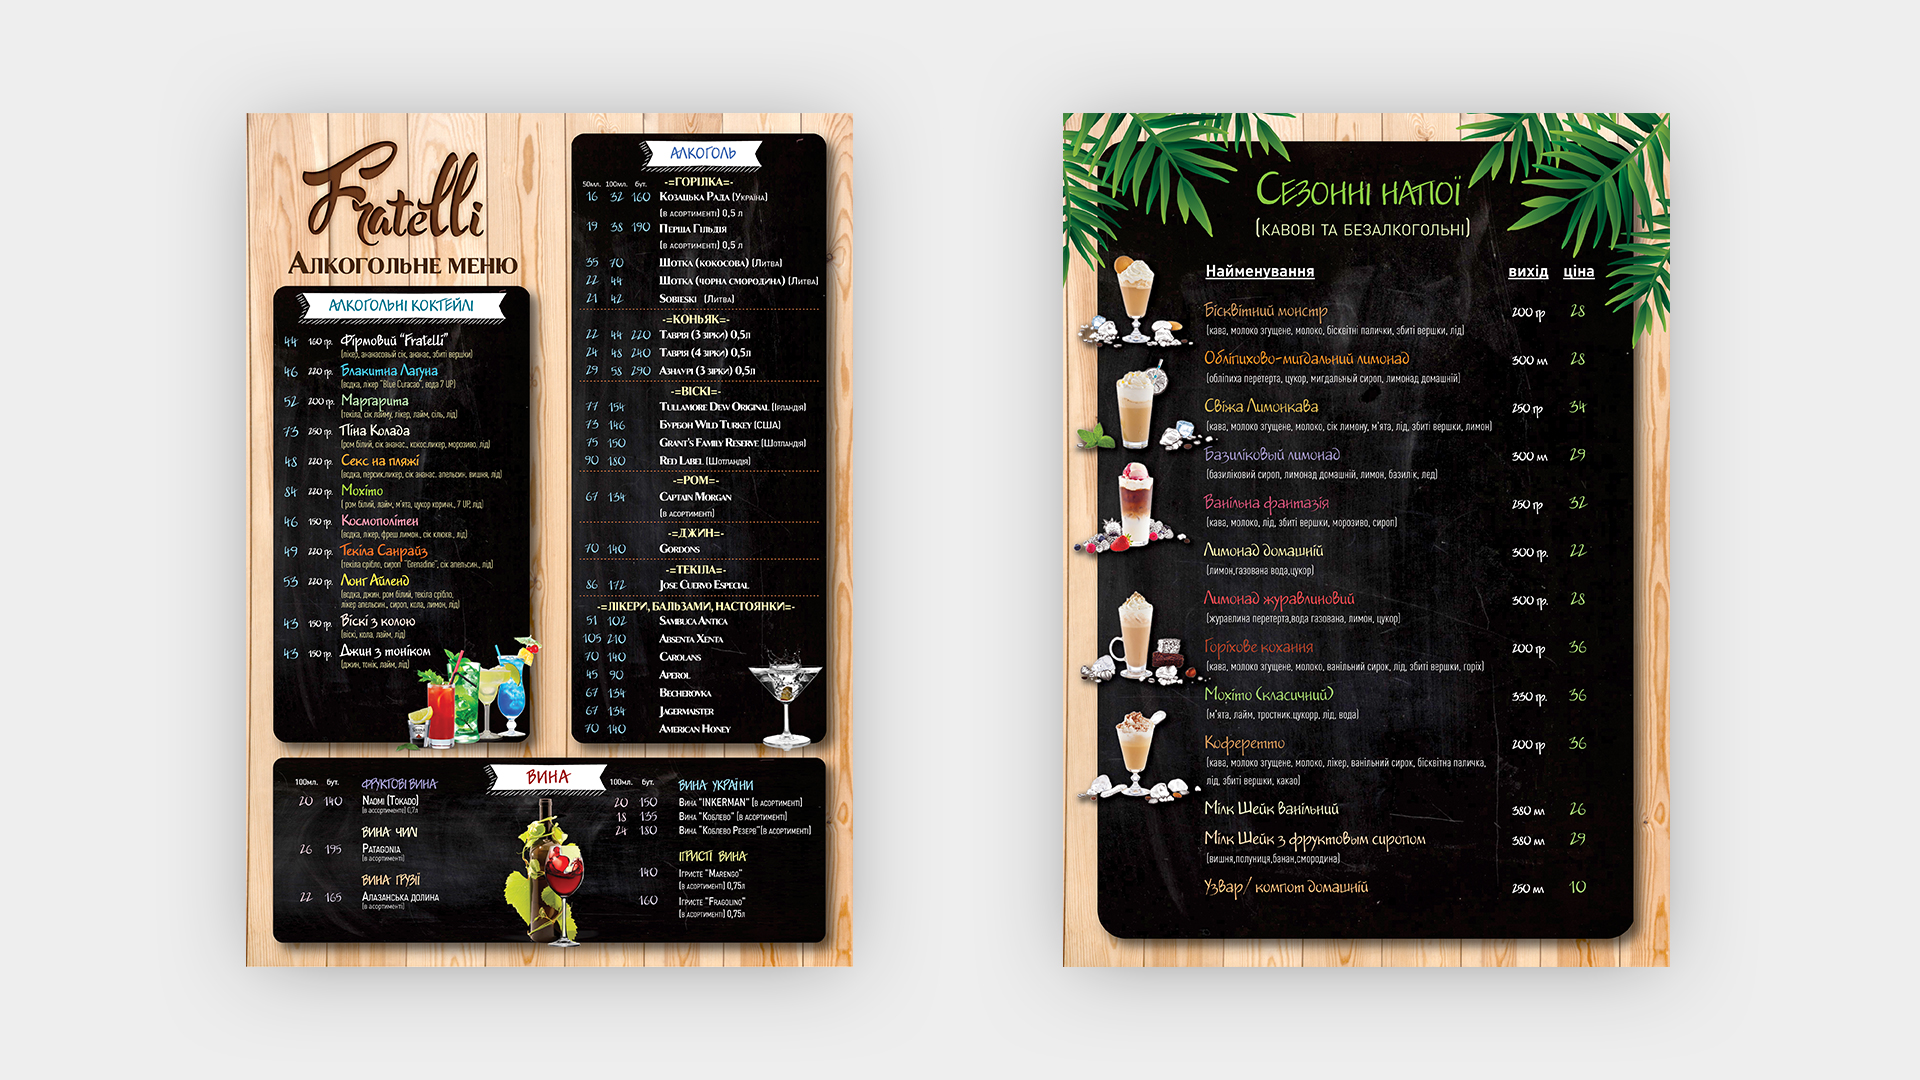 Fratelli
Алкогольне меню
Алкогольні коктейлі
44 160 гр. Фірмовий "Fratelli"
(лікер, ананасовый сік, ананас, збиті вершки)
46 220 гр. Блакитна Лагуна
(водка, лікер "Blue Curacao", вода 7 UP)
52 200 гр. Маргарита
(текіла, сік лайму, лікер, лайм, сіль, лід)
73 250 гр. Піна Колада
(ром білий, сік ананас., кокос.ликер, морозиво, лід)
48 220 гр. Секс на пляжі
(водка, персик.ликер, сік ананас. апельсин. вишня, лід)
84 220 гр. Мохіто
( ром білий, лайм, м'ята, цукор коричн., 7 UP, лід)
46 150 гр. Космополітен
(водка, лікер, фреш лимон., сік клюкв., лід)
49 220 гр. Текіла Санрайз
(текіла срібло, сироп "Grenadine", сік апельсин., лід)
53 220 гр. Лонг Айленд
(водка, джин, ром білий, текіла срібло,
лікер апельсин., сироп, кола, лимон, лід)
43 150 гр. Віскі з колою
(віскі, кола, лайм, лід)
43 150 гр. Джин з тоніком
(джин, тонік, лайм, лід)
Алкоголь
50мл. 100мл. бут. -=ГОРІЛКА=-
16 32 160 Козацька Рада (Україна)
(в асортименті) 0,5 л
19 38 190 Перша Гільдія
(в асортименті) 0,5 л
35 70 Шотка (кокосова) (Литва)
22 44 Шотка (чорна смородина) (Литва)
21 42 Sobieski (Литва)
-=КОНЬЯК=-
22 44 220 Таврія (3 зірки) 0,5л
24 48 240 Таврія (4 зірки) 0,5л
29 58 290 Азнаурі (3 зірки) 0,5л
-=ВІСКІ=-
77 154 Tullamore Dew Original (Ірландія)
73 146 Бурбон Wild Turkey (США)
75 150 Grant's Family Reserve (Шотландія)
90 180 Red Label (Шотландія)
-=РОМ=-
67 134 Captain Morgan
(в асортименті)
-=ДЖИН=-
70 140 Gordons
-=ТЕКІЛА=-
86 172 Jose Cuervo Especial
-=ЛІКЕРИ, БАЛЬЗАМИ, НАСТОЯНКИ=-
51 102 Sambuca Antica
105 210 Absenta Xenta
70 140 Carolans
45 90 Aperol
67 134 Becherovka
67 134 Jagermaister
70 140 American Honey
Вина
100мл. бут. Фруктові вина
20 140 Naomi (Tokado)
(в ассортименте) 0,7л
Вина Чилі
26 195 Patagonia
(в асортименті)
Вина Грузії
22 165 Алазанська долина
(в асортименті)
100мл. бут. Вина України
20 150 Вина "INKERMAN" (в асортименті)
18 135 Вина "Коблево" (в асортименті)
24 180 Вина "Коблево Резерв"(в асортименті)
Ігристі вина
140 Ігристе "Marengo"
(в асортименті) 0,75л
160 Ігристе "Fragolino"
(в асортименті) 0,75л
Сезонні напої
(кавові та безалкогольні)
Найменування вихід ціна
Бісквітний монстр 200 гр 28
(кава, молоко згущене, молоко, бісквітні палички, збиті вершки, лід)
Обліпихово-мигдальний лимонад 300 мл 28
(обліпиха перетерта, цукор, мигдальный сироп, лимонад домашній)
Свіжа Лимонкава 250 гр 34
(кава, молоко згущене, молоко, сік лимону, м'ята, лід, збиті вершки, лимон)
Базиліковый лимонад 300 мл 29
(базиліковий сироп, лимонад домашній, лимон, базилік, лед)
Ванільна фантазія 250 гр 32
(кава, молоко, лід, збиті вершки, морозиво, сироп)
Лимонад домашній 300 гр. 22
(лимон,газована вода,цукор)
Лимонад журавлиновий 300 гр. 28
(журавлина перетерта,вода газована, лимон, цукор)
Горіхове кохання 200 гр 36
(кава, молоко згущене, молоко, ванільний сирок, лід, збиті вершки, горіх)
Мохіто (класичний) 330 гр. 36
(м'ята, лайм, тростник.цукорр, лід, вода)
Коферетто 200 гр 36
(кава, молоко згущене, молоко, лікер, ванільний сирок, бісквітна паличка,
лід, збиті вершки, какао)
Мілк Шейк ванільний 380 мл 26
Мілк Шейк з фруктовым сиропом 380 мл 29
(вишня,полуниця,банан,смородина)
Узвар/ компот домашній 250 мл 10